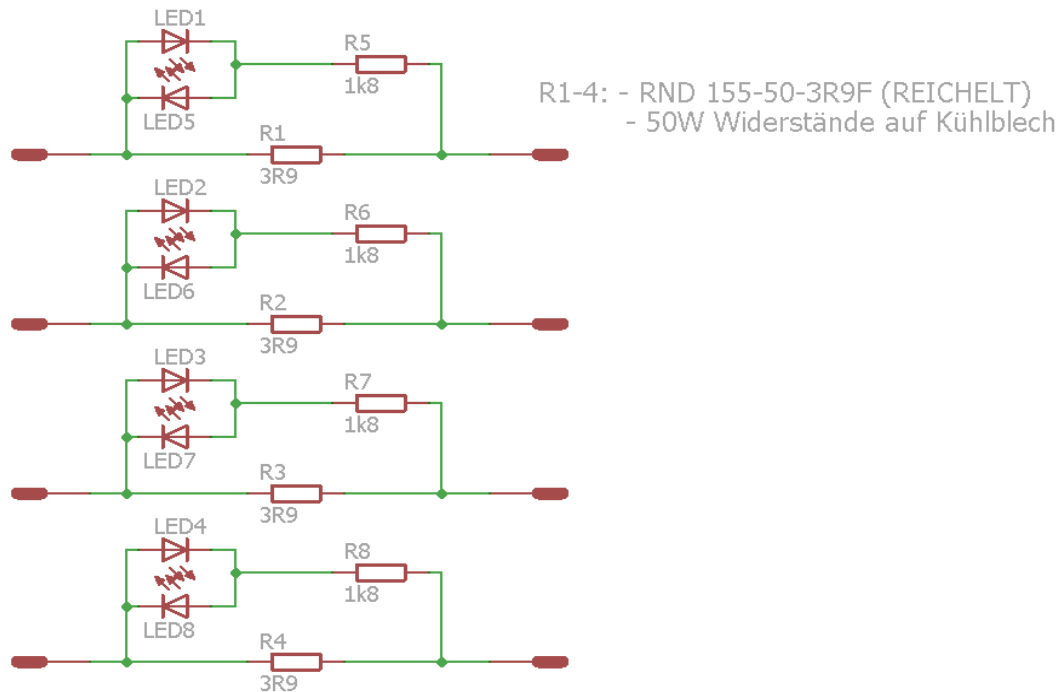 LED1
R5
1k8
LED5
R1
3R9
R1-4: - RND 155-50-3R9F (REICHELT)
- 50W Widerstände auf Kühlblech
LED2
R6
1k8
LED6
R2
3R9
LED3
R7
1k8
LED7
R3
3R9
LED4
R8
1k8
LED8
R4
3R9